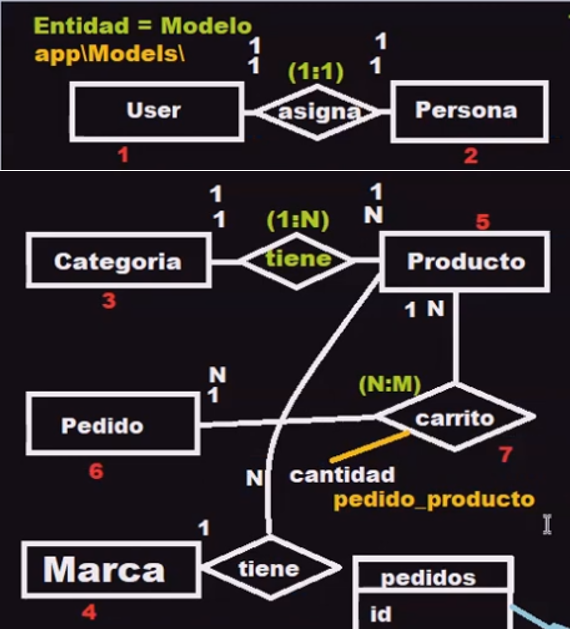 Entidad = Modelo
app\Models\
1 1
1 (1:1) 1
User asigna Persona
1 2
1 1
1 (1:N) N 5
Categoria tiene Producto
3 1 N
N (N:M)
1
Pedido carrito
6 7
N cantidad
pedido_producto
1
Marca tiene pedidos
4 id